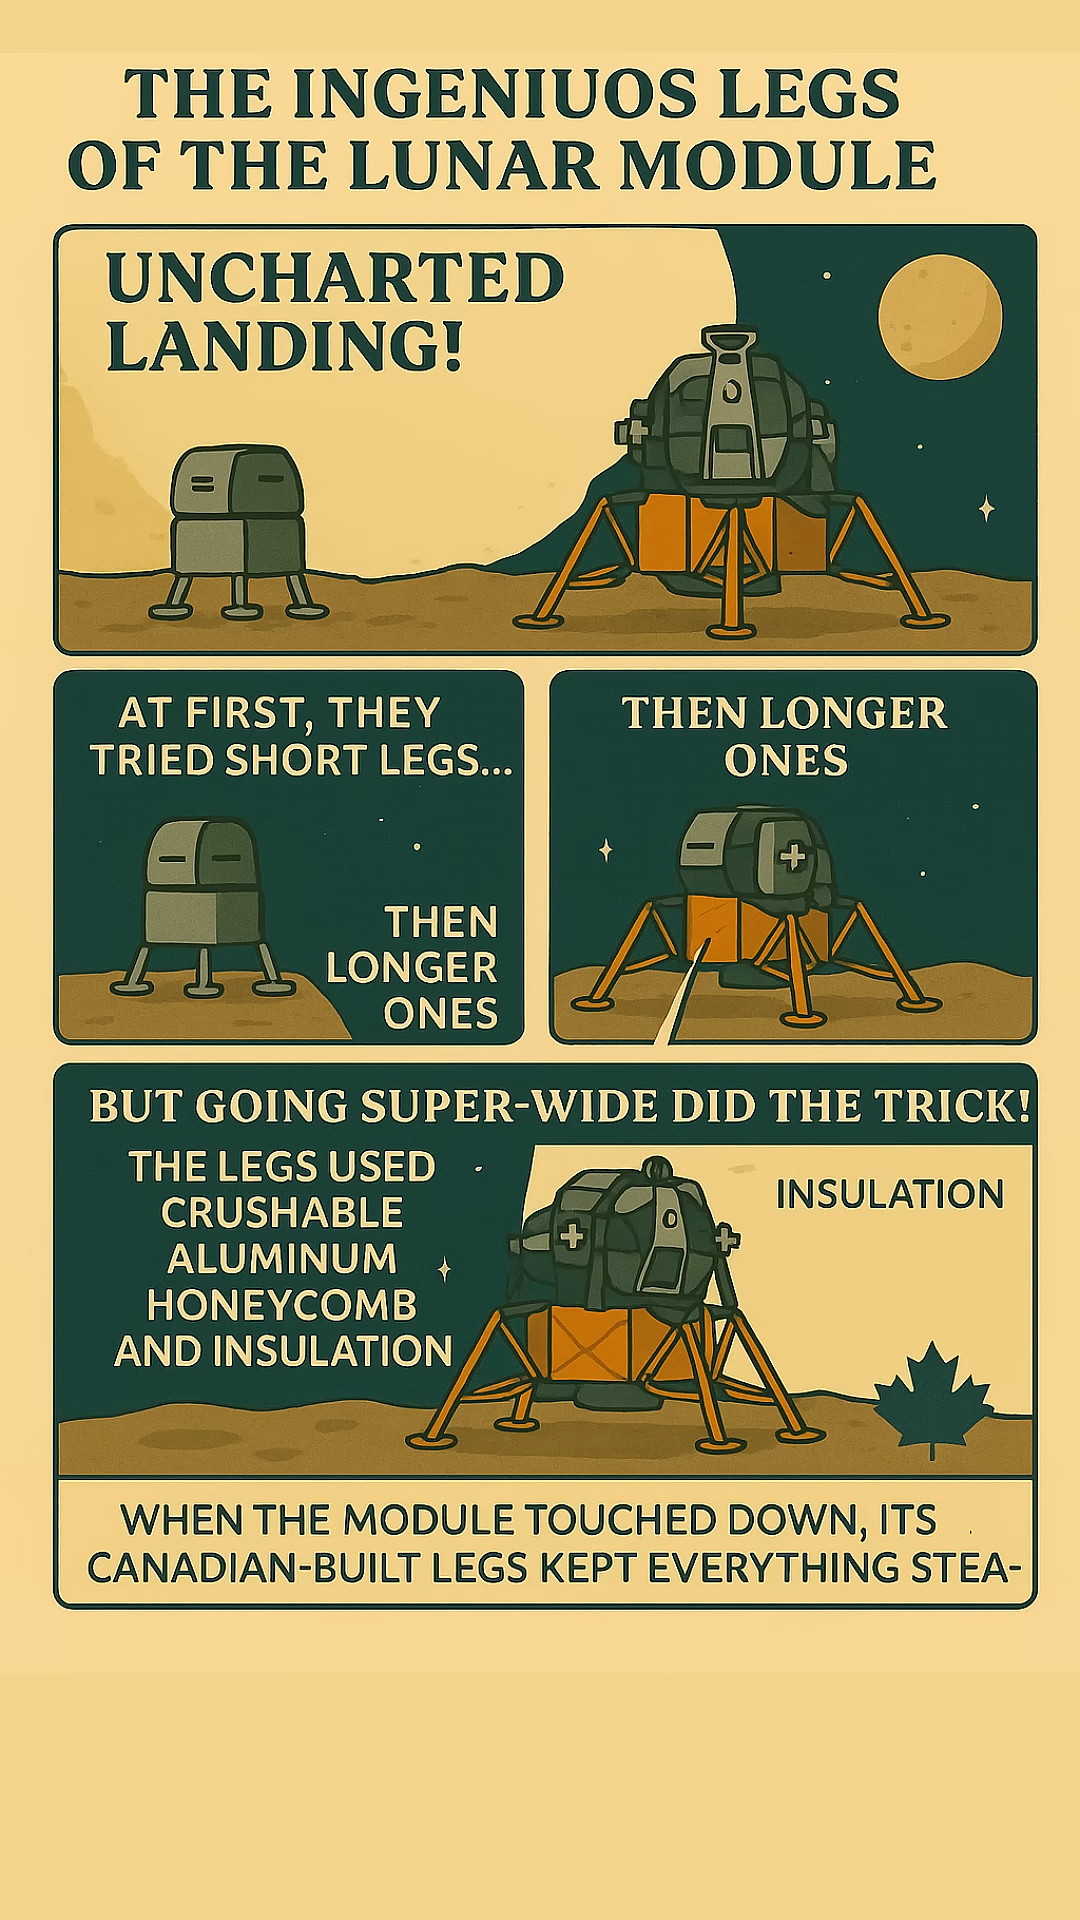 THE INGENIUOS LEGS
OF THE LUNAR MODULE
UNCHARTED
LANDING!
AT FIRST, THEY
TRIED SHORT LEGS...
THEN
LONGER
ONES
THEN LONGER
ONES
BUT GOING SUPER-WIDE DID THE TRICK!
THE LEGS USED
CRUSHABLE
ALUMINUM
HONEYCOMB
AND INSULATION
INSULATION
WHEN THE MODULE TOUCHED DOWN, ITS
CANADIAN-BUILT LEGS KEPT EVERYTHING STEA-